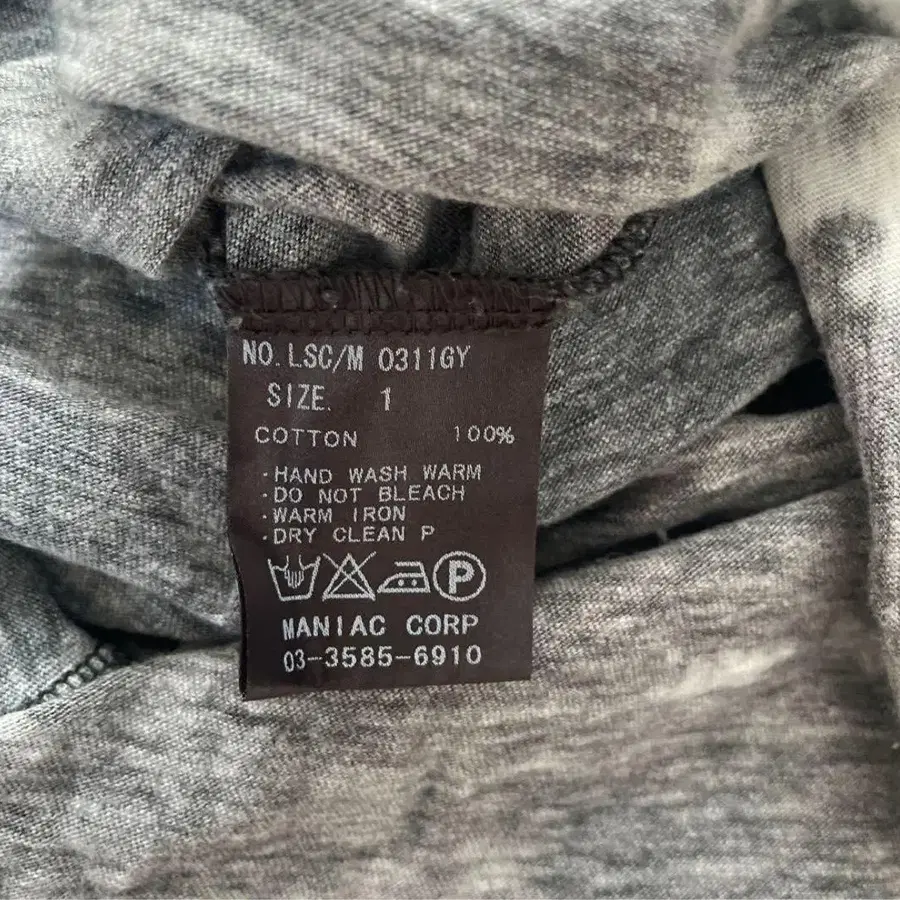 NO. LSC/M 0311GY
SIZE. 1
COTTON 100%
・HAND WASH WARM
・DO NOT BLEACH
・WARM IRON
・DRY CLEAN P
P
MANIAC CORP
03-3585-6910